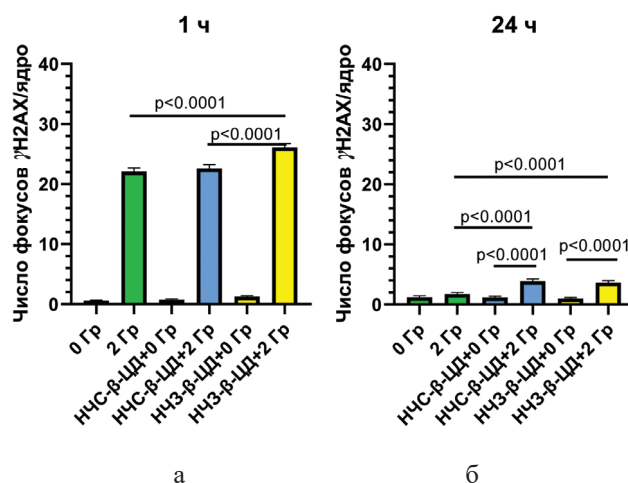 1 ч
Число фокусов γH2AX/ядро
40
30
20
10
0
p<0.0001
p<0.0001
0 Гр
2 Гр
НЧС-β-ЦД+0 Гр
НЧС-β-ЦД+2 Гр
НЧЗ-β-ЦД+0 Гр
НЧЗ-β-ЦД+2 Гр
а
24 ч
Число фокусов γH2AX/ядро
40
30
20
10
0
p<0.0001
p<0.0001
p<0.0001
p<0.0001
0 Гр
2 Гр
НЧС-β-ЦД+0 Гр
НЧС-β-ЦД+2 Гр
НЧЗ-β-ЦД+0 Гр
НЧЗ-β-ЦД+2 Гр
б